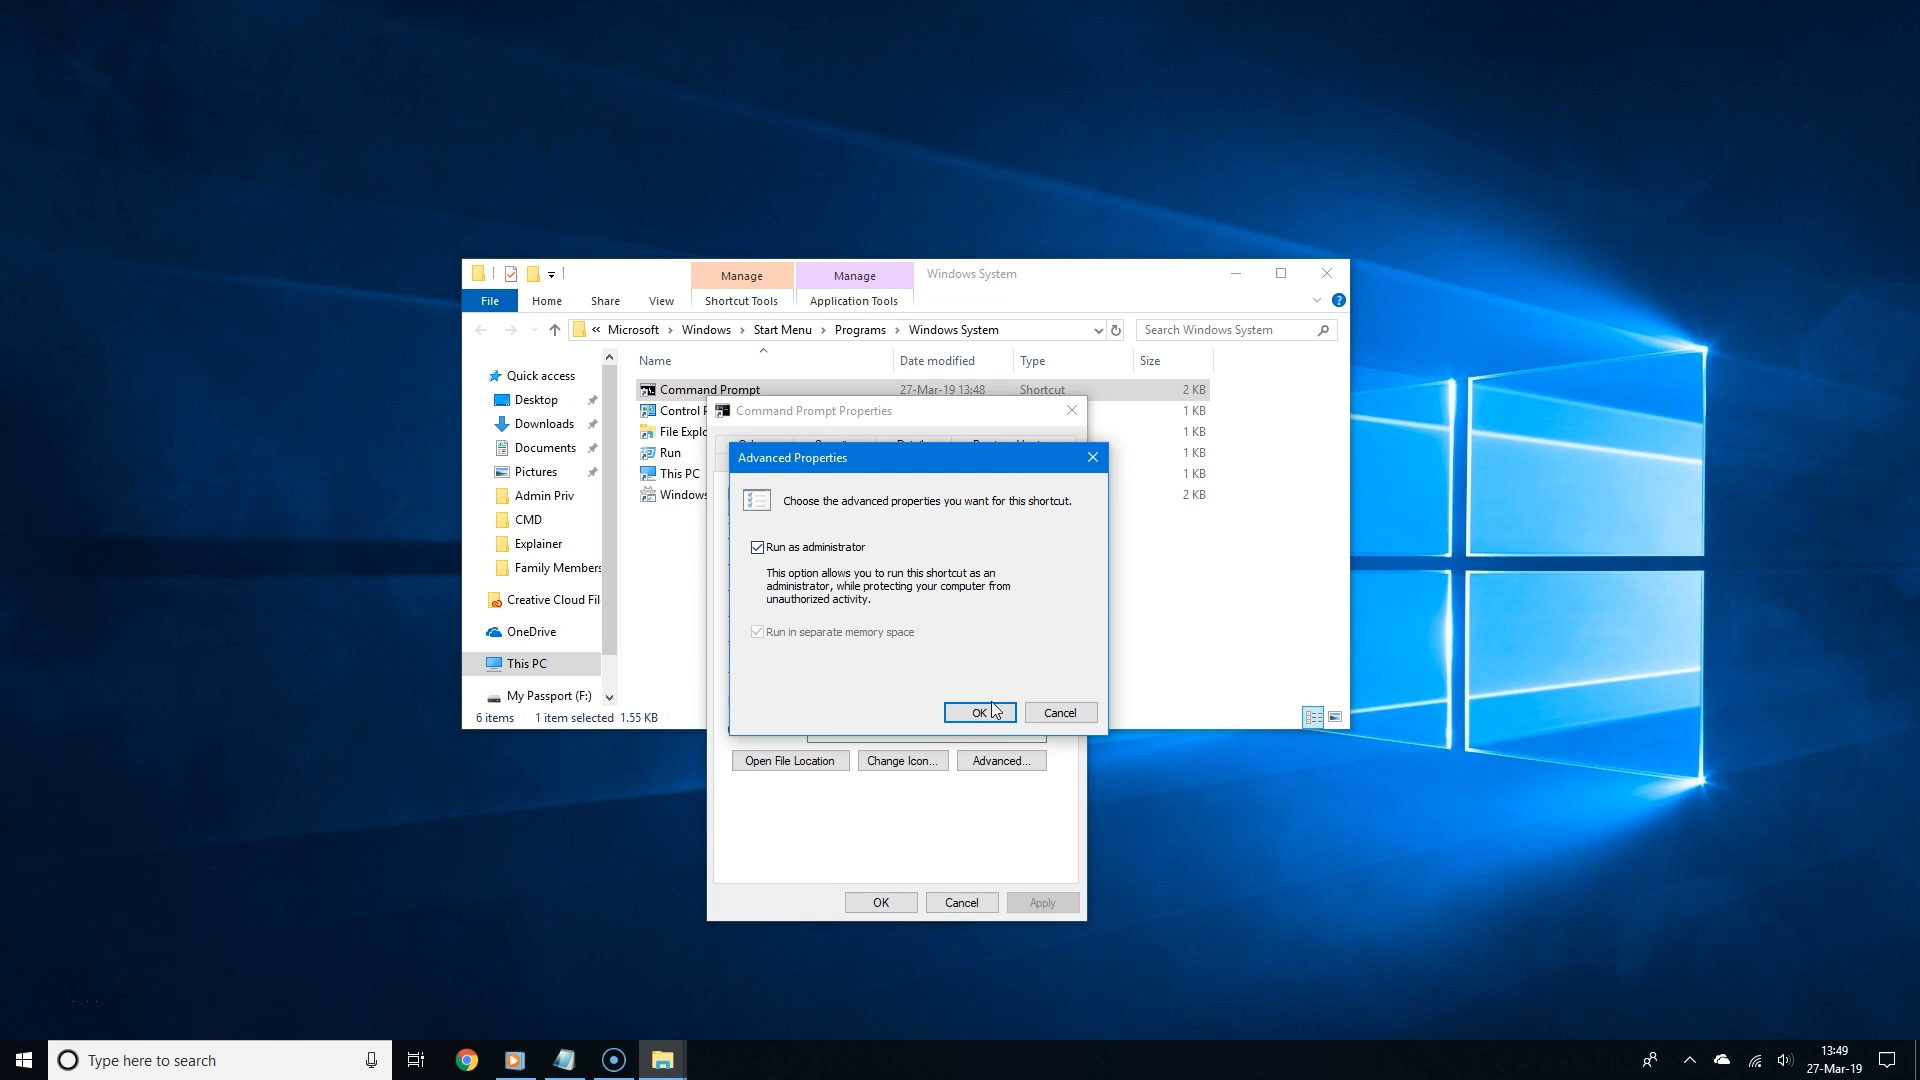 Manage
Manage
Windows System
File
Home
Share
View
Shortcut Tools
Application Tools
« Microsoft › Windows › Start Menu › Programs › Windows System
Search Windows System
Name
Date modified
Type
Size
Quick access
Desktop
Downloads
Documents
Pictures
Admin Priv
CMD
Explainer
Family Members
Creative Cloud Fil
OneDrive
This PC
My Passport (F:)
Command Prompt
27-Mar-19 13:48
Shortcut
2 KB
Control P
1 KB
File Explo
1 KB
Run
1 KB
This PC
1 KB
Windows
2 KB
6 items
1 item selected 1.55 KB
Command Prompt Properties
Advanced Properties
Choose the advanced properties you want for this shortcut.
Run as administrator
This option allows you to run this shortcut as an
administrator, while protecting your computer from
unauthorized activity.
Run in separate memory space
OK
Cancel
Open File Location
Change Icon...
Advanced...
OK
Cancel
Apply
Type here to search
13:49
27-Mar-19